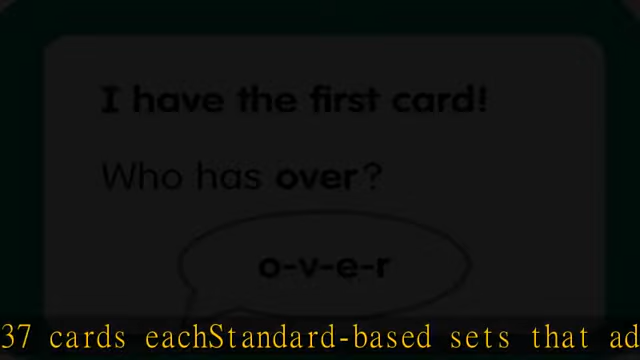 I have the first card!
Who has over?
o-v-e-r
37 cards eachStandard-based sets that ad